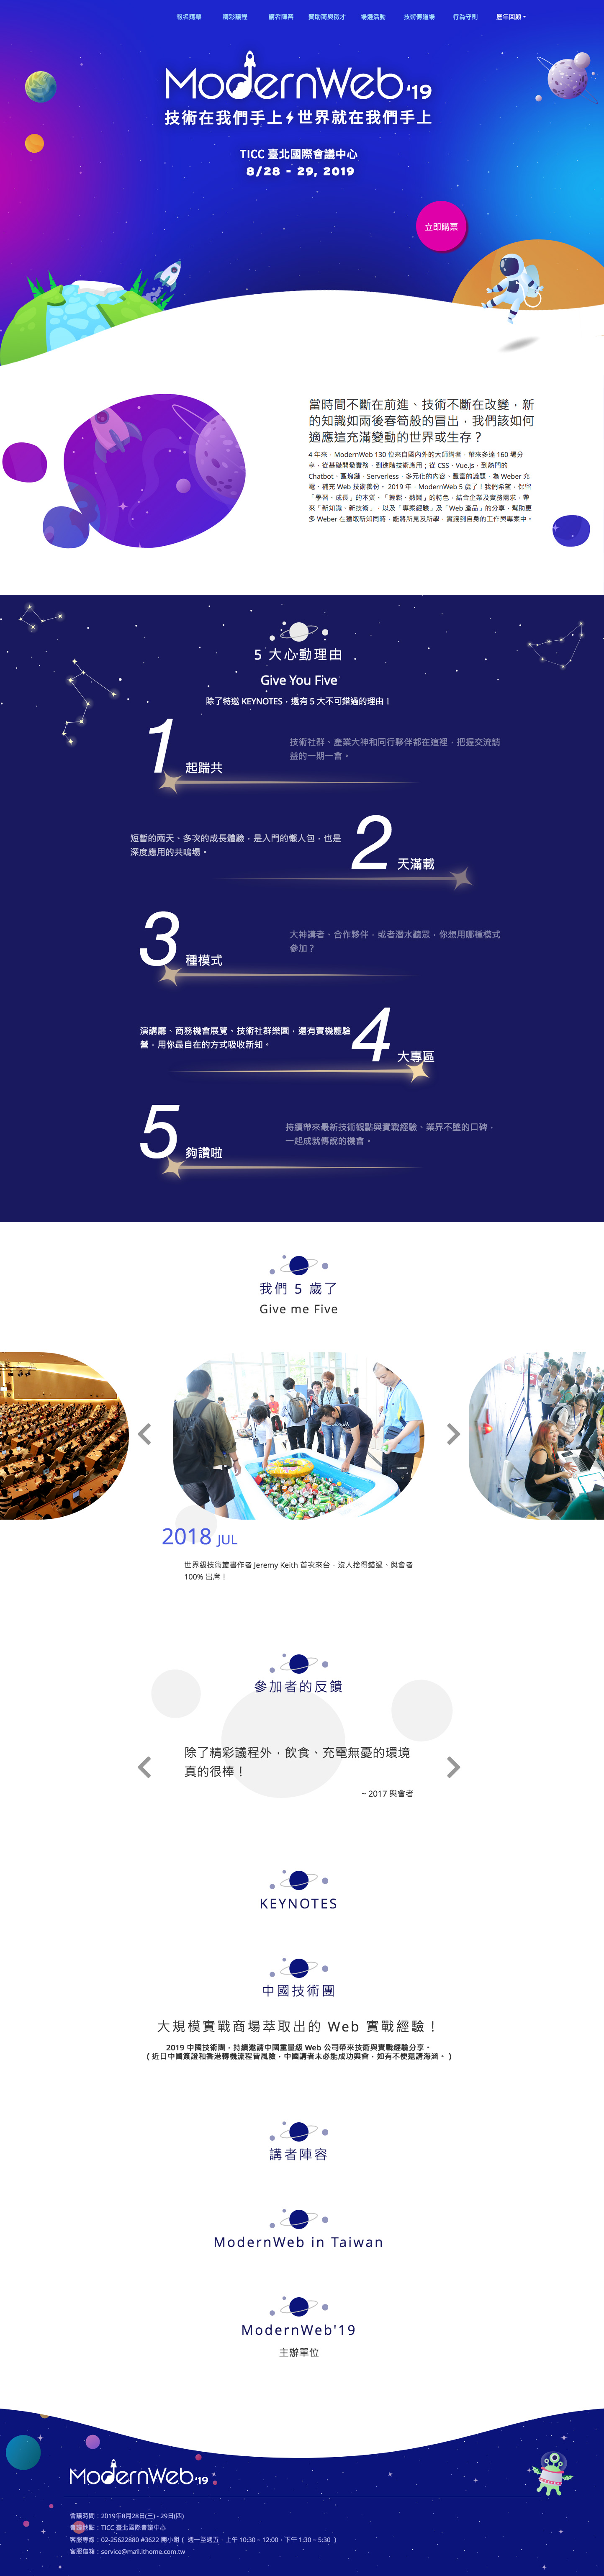 報名購票 精彩議程 講者陣容 贊助商與徵才 場邊活動 技術傳磁場 行為守則 歷年回顧
ModernWeb '19
技術在我們手上 世界就在我們手上
TICC 臺北國際會議中心
8/28 - 29, 2019
立即購票
當時間不斷在前進、技術不斷在改變，新
的知識如雨後春筍般的冒出，我們該如何
適應這充滿變動的世界或生存？
4 年來，ModernWeb 130 位來自國內外的大師講者，帶來多達 160 場分
享，從基礎開發實務，到進階技術應用；從 CSS、Vue.js，到熱門的
Chatbot、區塊鏈、Serverless，多元化的內容、豐富的議題，為 Weber 充
電、補充 Web 技術養份。 2019 年，ModernWeb 5 歲了！我們希望，保留
「學習、成長」的本質、「輕鬆、熱鬧」的特色，結合企業及實務需求，帶
來「新知識、新技術」，以及「專案經驗」及「Web 產品」的分享，幫助更
多 Weber 在獲取新知同時，能將所見及所學，實踐到自身的工作與專案中。
5 大心動理由
Give You Five
除了特邀 KEYNOTES，還有 5 大不可錯過的理由！
1 起踹共
技術社群、產業大神和同行夥伴都在這裡，把握交流請
益的一期一會。
短暫的兩天、多次的成長體驗，是入門的懶人包，也是
深度應用的共鳴場。
2 天滿載
3 種模式
大神講者、合作夥伴，或者潛水聽眾，你想用哪種模式
參加？
演講廳、商務機會展覽、技術社群樂園，還有實機體驗
營，用你最自在的方式吸收新知。
4 大專區
5 夠讚啦
持續帶來最新技術觀點與實戰經驗、業界不墜的口碑，
一起成就傳說的機會。
我們 5 歲了
Give me Five
2018 JUL
世界級技術叢書作者 Jeremy Keith 首次來台，沒人捨得錯過，與會者
100% 出席！
參加者的反饋
除了精彩議程外，飲食、充電無憂的環境
真的很棒！
~ 2017 與會者
KEYNOTES
中國技術團
大規模實戰商場萃取出的 Web 實戰經驗！
2019 中國技術團，持續邀請中國重量級 Web 公司帶來技術與實戰經驗分享。
( 近日中國簽證和香港轉機流程皆風險，中國講者未必能成功與會，如有不便還請海涵。 )
講者陣容
ModernWeb in Taiwan
ModernWeb'19
主辦單位
ModernWeb '19
會議時間：2019年8月28日(三) - 29日(四)
會議地點：TICC 臺北國際會議中心
客服專線：02-25622880 #3622 開小姐 ( 週一至週五，上午 10:30 ~ 12:00，下午 1:30 ~ 5:30 )
客服信箱：service@mail.ithome.com.tw